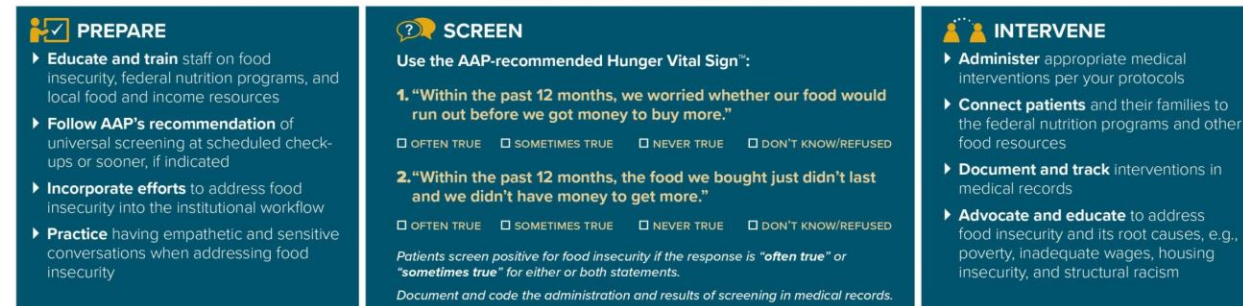 PREPARE
Educate and train staff on food
insecurity, federal nutrition programs, and
local food and income resources
Follow AAP's recommendation of
universal screening at scheduled check-
ups or sooner, if indicated
Incorporate efforts to address food
insecurity into the institutional workflow
Practice having empathetic and sensitive
conversations when addressing food
insecurity
SCREEN
Use the AAP-recommended Hunger Vital Sign™:
1. “Within the past 12 months, we worried whether our food would
run out before we got money to buy more.”
OFTEN TRUE SOMETIMES TRUE NEVER TRUE DON'T KNOW/REFUSED
2. “Within the past 12 months, the food we bought just didn't last
and we didn't have money to get more.”
OFTEN TRUE SOMETIMES TRUE NEVER TRUE DON'T KNOW/REFUSED
Patients screen positive for food insecurity if the response is “often true” or
“sometimes true” for either or both statements.
Document and code the administration and results of screening in medical records.
INTERVENE
Administer appropriate medical
interventions per your protocols
Connect patients and their families to
the federal nutrition programs and other
food resources
Document and track interventions in
medical records
Advocate and educate to address
food insecurity and its root causes, e.g.,
poverty, inadequate wages, housing
insecurity, and structural racism